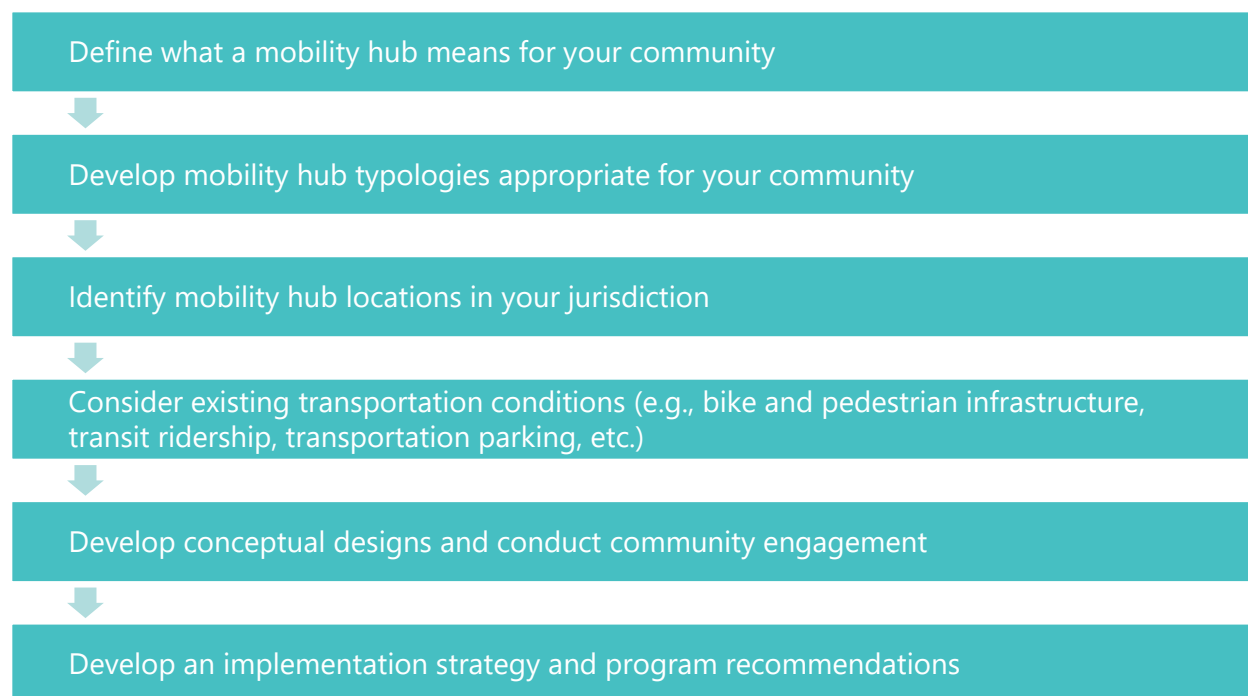 Define what a mobility hub means for your community
Develop mobility hub typologies appropriate for your community
Identify mobility hub locations in your jurisdiction
Consider existing transportation conditions (e.g., bike and pedestrian infrastructure,
transit ridership, transportation parking, etc.)
Develop conceptual designs and conduct community engagement
Develop an implementation strategy and program recommendations